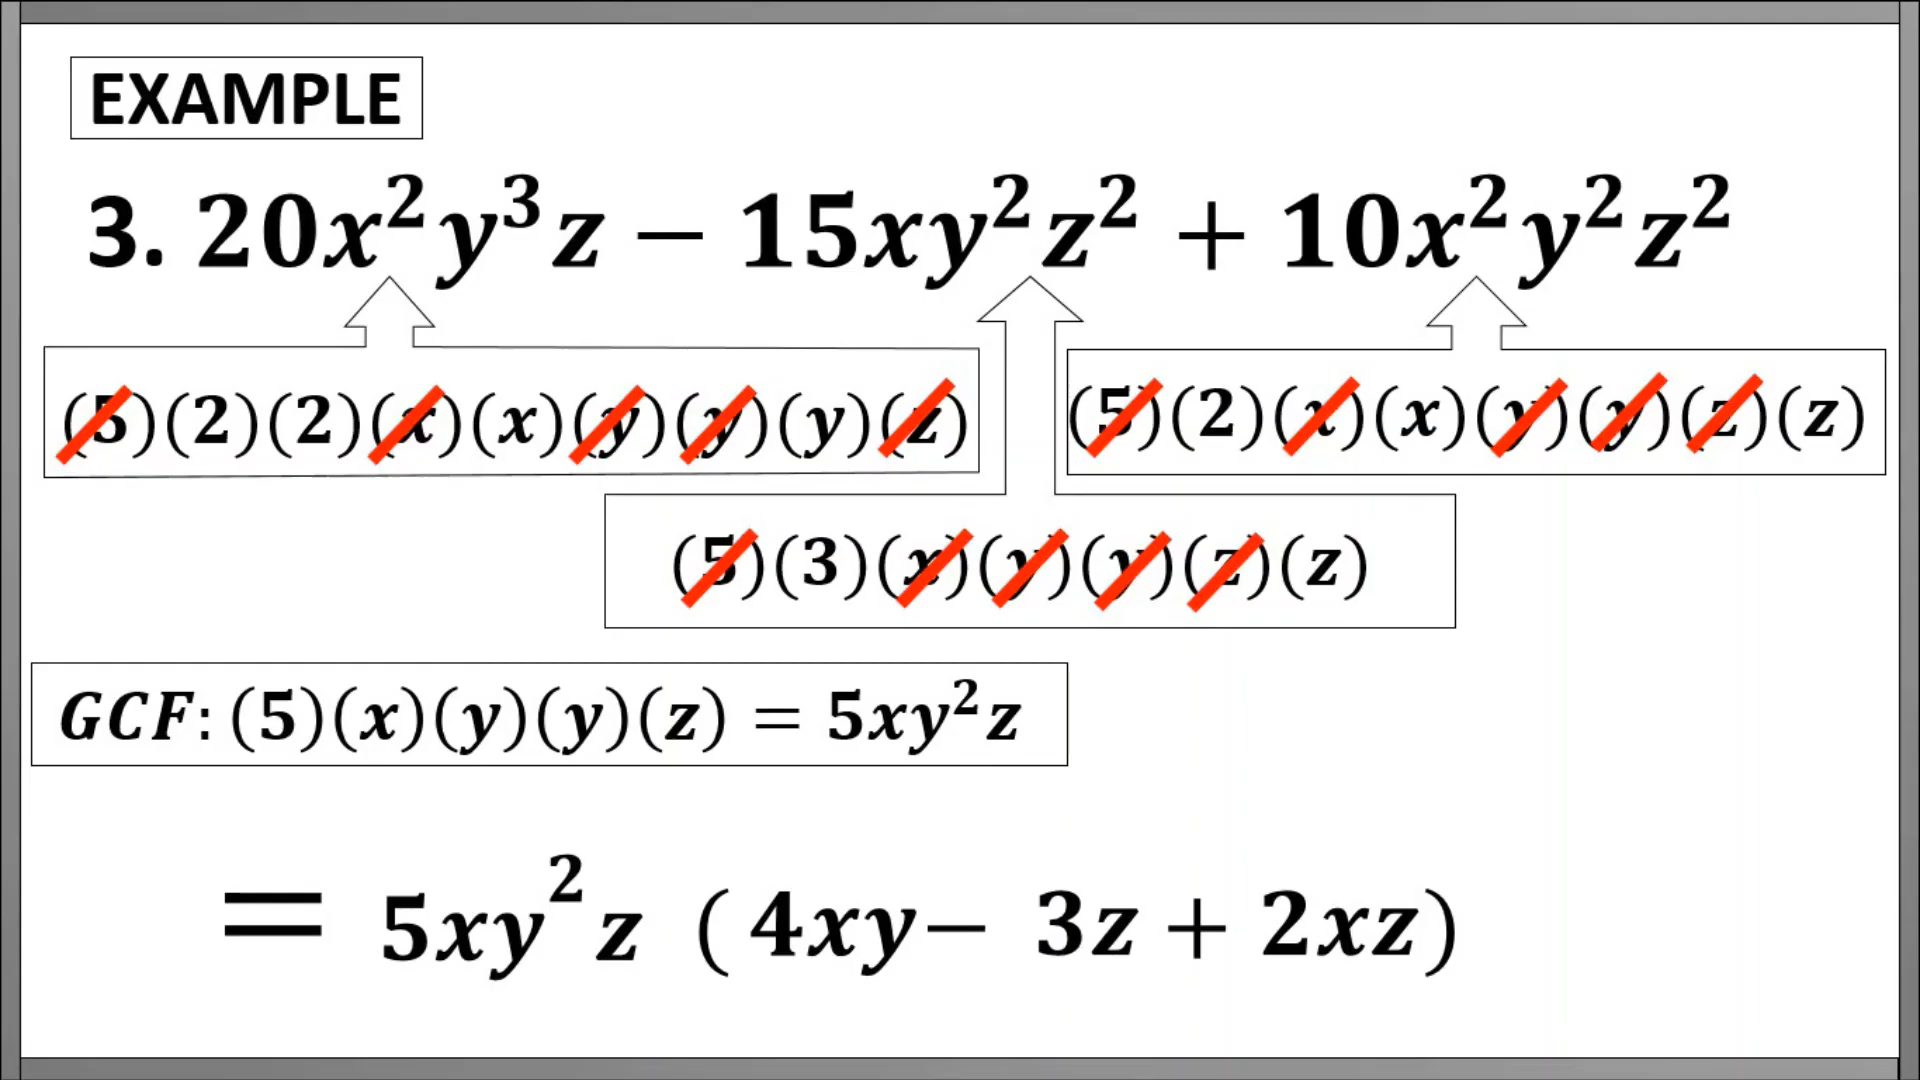 EXAMPLE
3. 20x²y³z − 15xy²z² + 10x²y²z²
(5)(2)(2)(x)(x)(y)(y)(y)(z)
(5)(2)(x)(x)(y)(y)(z)(z)
(5)(3)(x)(y)(y)(z)(z)
GCF: (5)(x)(y)(y)(z) = 5xy²z
= 5xy²z (4xy− 3z + 2xz)